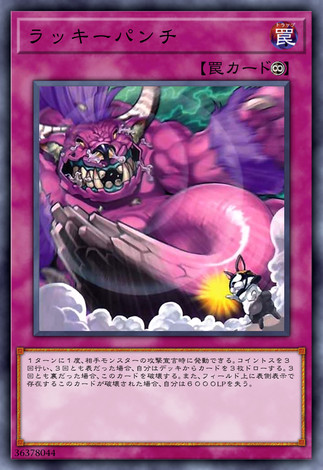 ラッキーパンチ
トラップ
罠
【罠カード♾】
1ターンに1度、相手モンスターの攻撃宣言時に発動できる。コイントスを3
回行い、3回とも表だった場合、自分はデッキからカードを3枚ドローする。3
回とも裏だった場合、このカードを破壊する。また、フィールド上に表側表示で
存在するこのカードが破壊された場合、自分は6000LPを失う。
36378044